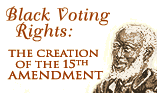 Black Voting
Rights:
THE CREATION
OF THE 15TH
AMENDMENT